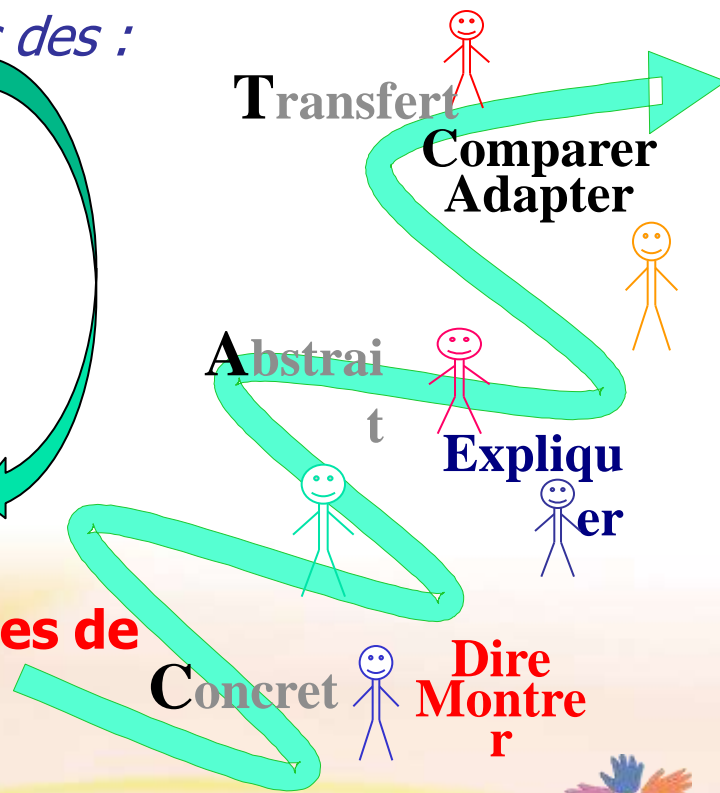 des :
Transfert
Comparer
Adapter
Abstrai
t
Expliqu
er
es de
Concret
Dire
Montre
r